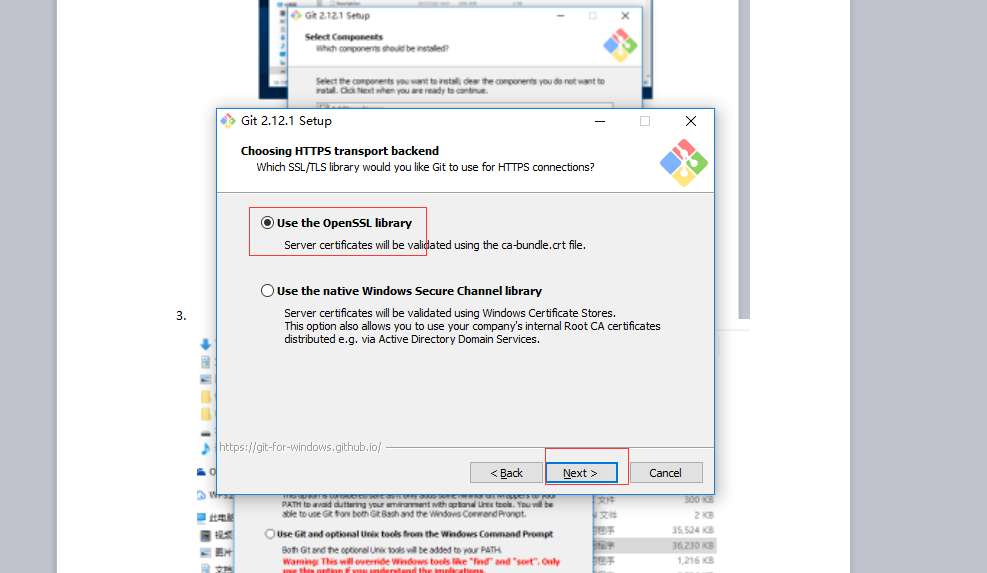 Git 2.12.1 Setup
Select Components
Which components should be installed?
Select the components you want to install; clear the components you do not want to
install. Click Next when you are ready to continue.
Git 2.12.1 Setup
Choosing HTTPS transport backend
Which SSL/TLS library would you like Git to use for HTTPS connections?
Use the OpenSSL library
Server certificates will be validated using the ca-bundle.crt file.
Use the native Windows Secure Channel library
Server certificates will be validated using Windows Certificate Stores.
This option also allows you to use your company's internal Root CA certificates
distributed e.g. via Active Directory Domain Services.
3.
https://git-for-windows.github.io/
< Back
Next >
Cancel
PATH to avoid cluttering your environment with optional Unix tools. You will be
able to use Git from both Git Bash and the Windows Command Prompt.
Use Git and optional Unix tools from the Windows Command Prompt
Both Git and the optional Unix tools will be added to your PATH.
Warning: This will override Windows tools like "find" and "sort". Only
use this option if you understand the implications.
此电脑
视频
图片
文档
文件
300 KB
文件
2 KB
程序
35,524 KB
程序
36,230 KB
程序
1,216 KB